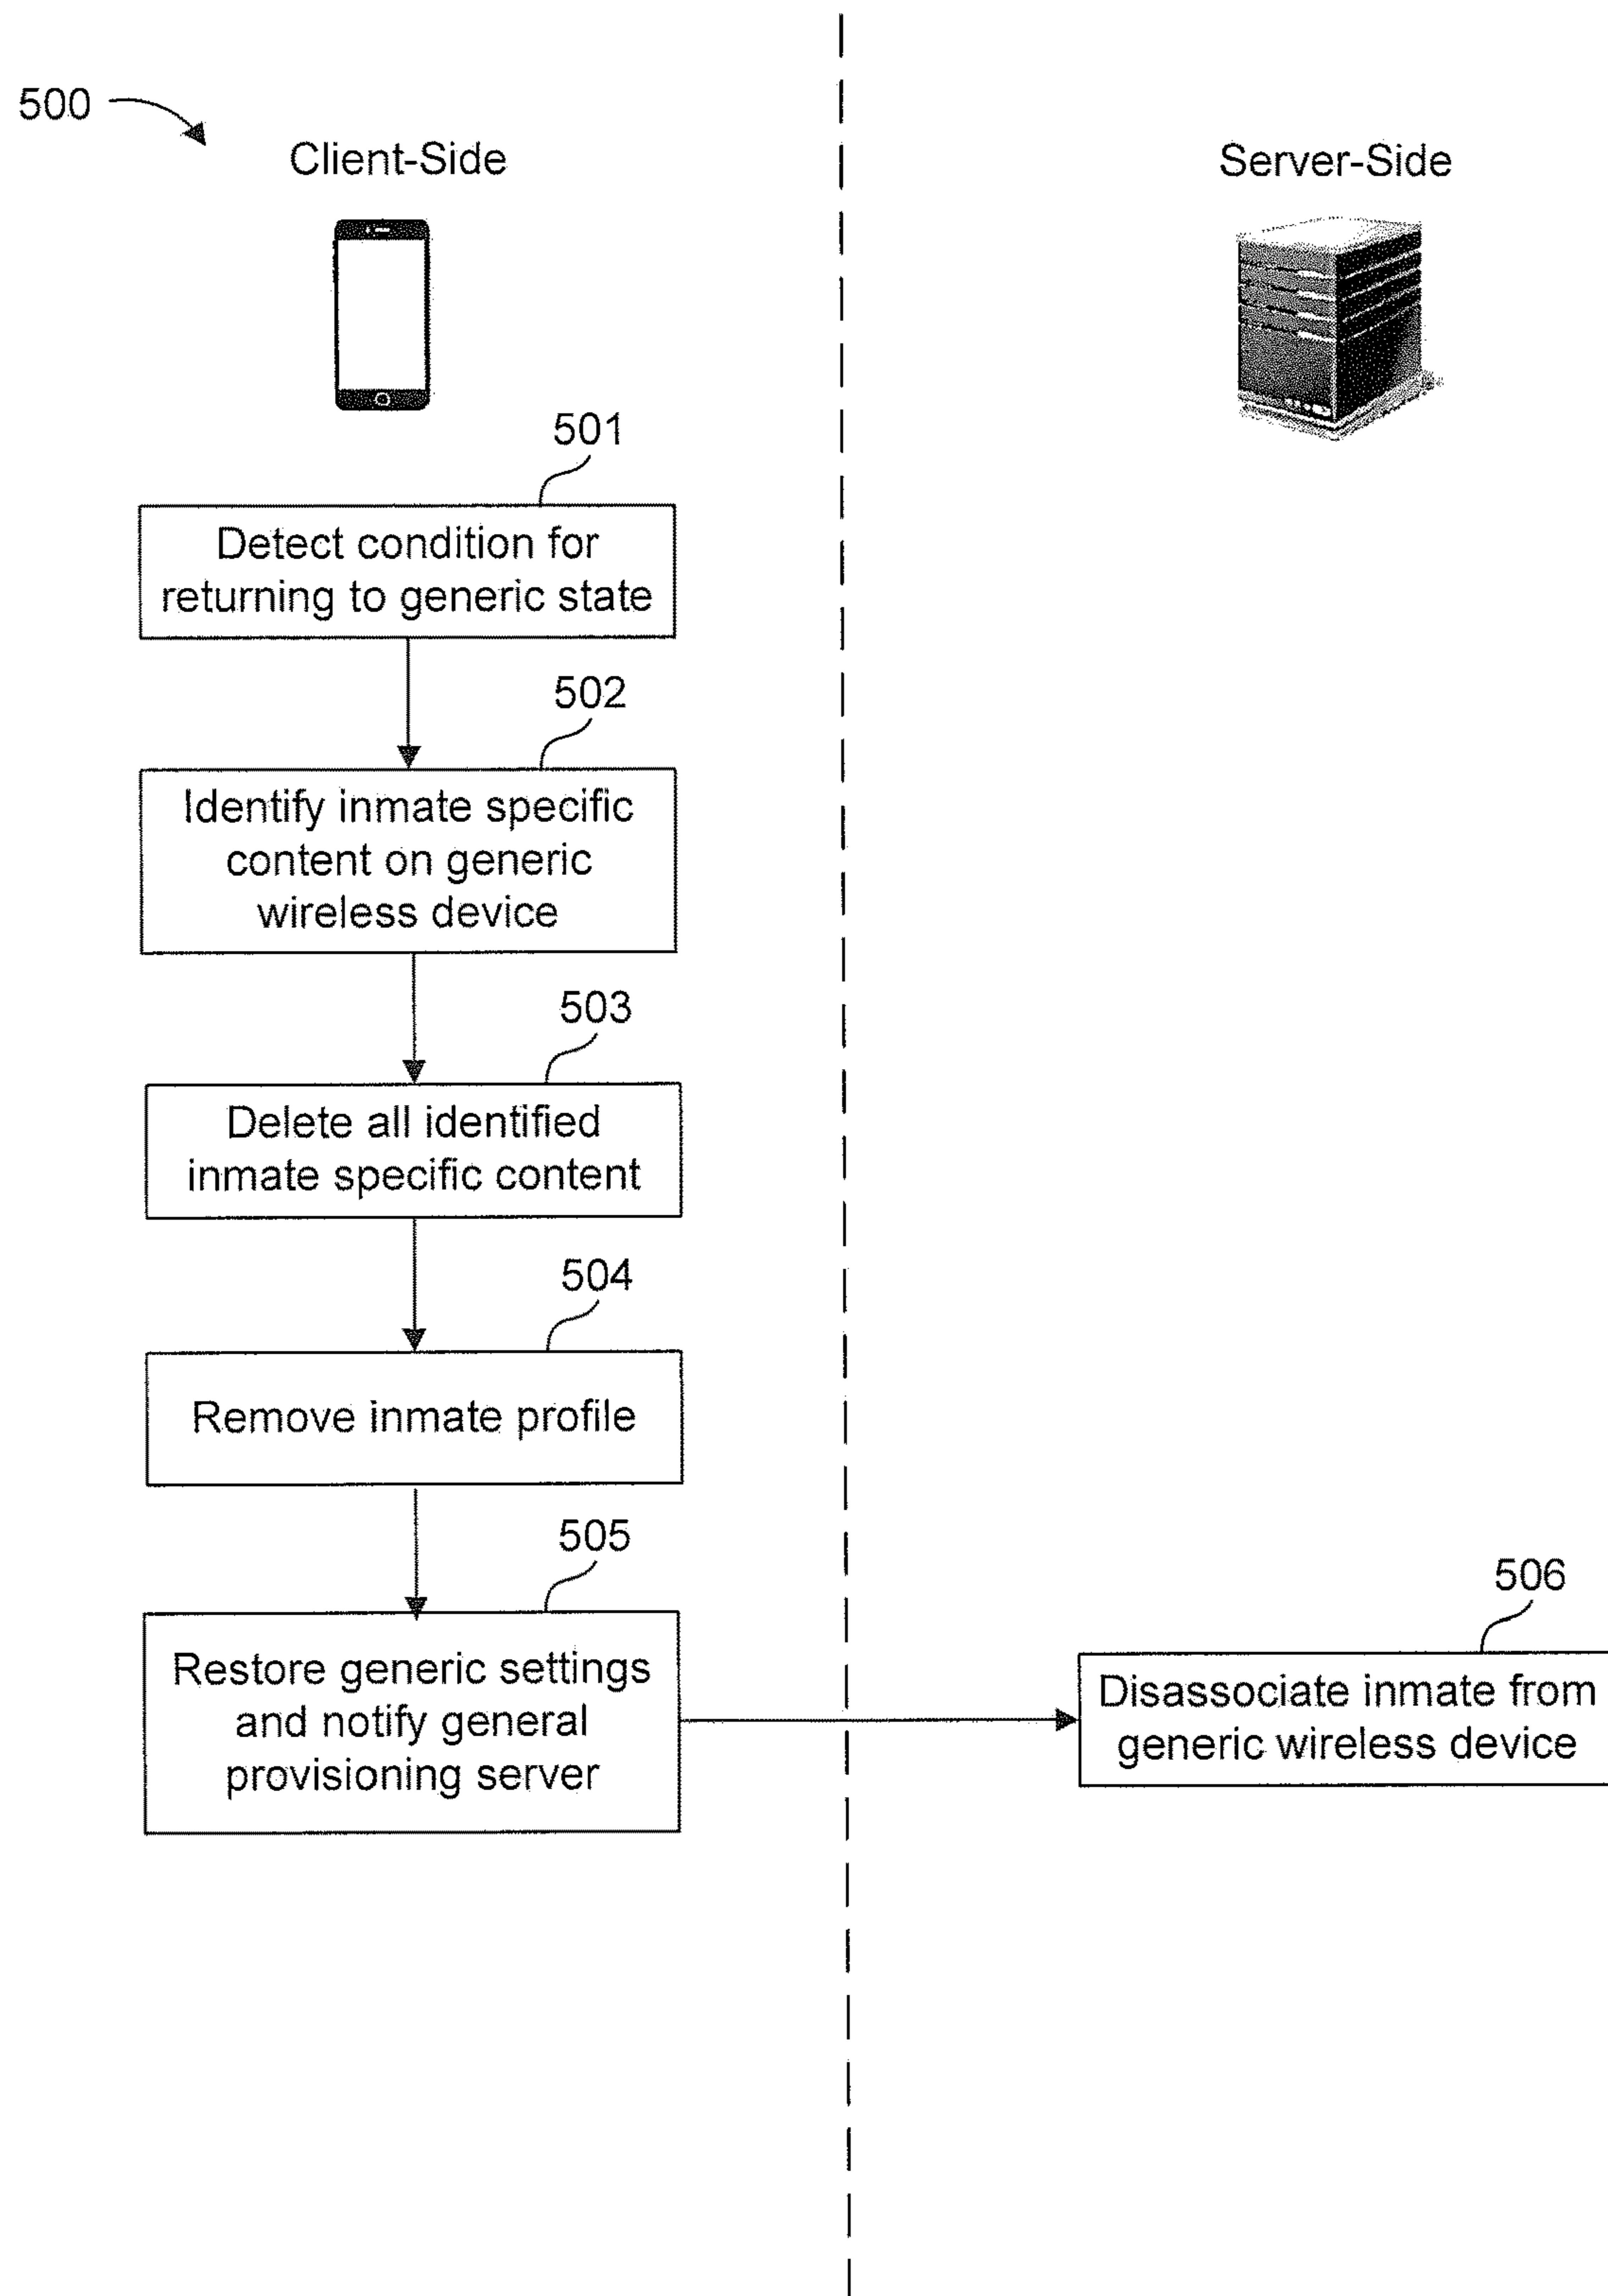 500
Client-Side
Server-Side
501
Detect condition for
returning to generic state
502
Identify inmate specific
content on generic
wireless device
503
Delete all identified
inmate specific content
504
Remove inmate profile
505
Restore generic settings
and notify general
provisioning server
506
Disassociate inmate from
generic wireless device